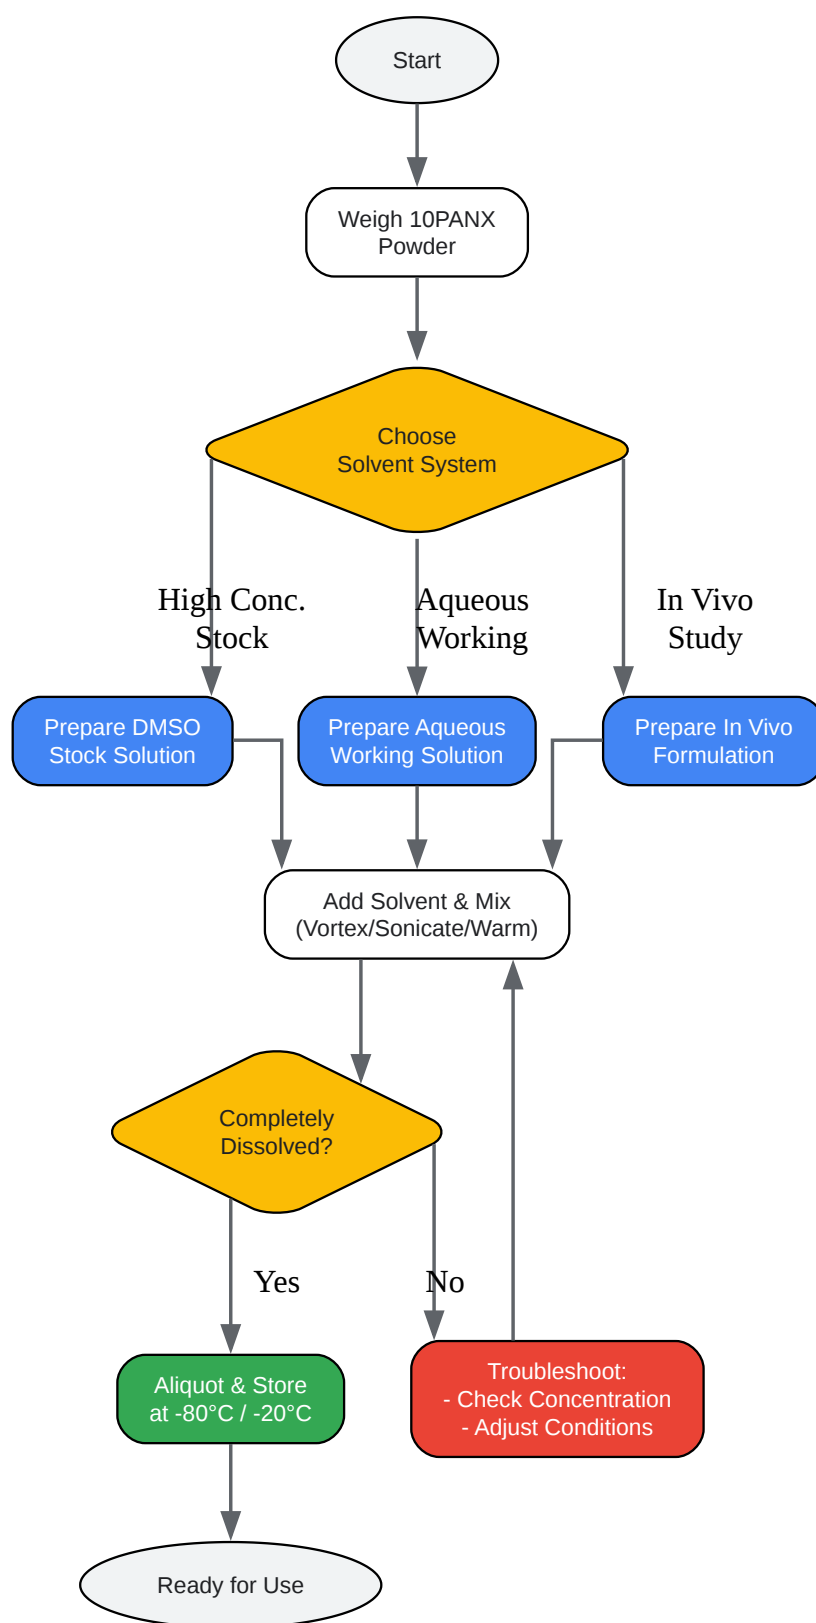 Start
Weigh 10PANX
Powder
Choose
Solvent System
High Conc.
Stock
Aqueous
Working
In Vivo
Study
Prepare DMSO
Stock Solution
Prepare Aqueous
Working Solution
Prepare In Vivo
Formulation
Add Solvent & Mix
(Vortex/Sonicate/Warm)
Completely
Dissolved?
Yes
No
Aliquot & Store
at -80°C / -20°C
Troubleshoot:
- Check Concentration
- Adjust Conditions
Ready for Use